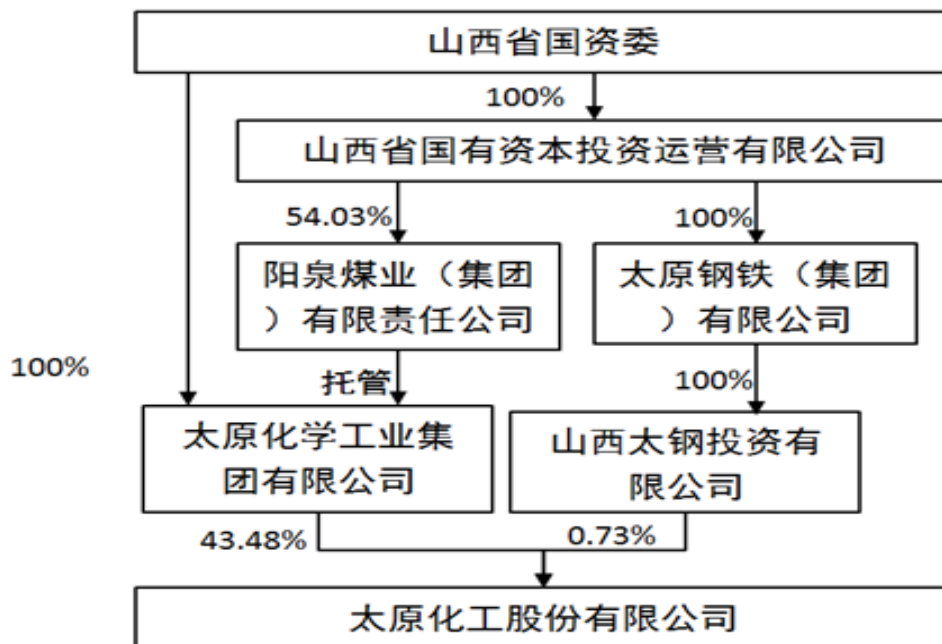 山西省国资委
100%
山西省国有资本投资运营有限公司
54.03%
100%
阳泉煤业（集团
）有限责任公司
太原钢铁（集团
）有限公司
100%
托管
100%
太原化学工业集
团有限公司
山西太钢投资有
限公司
43.48%
0.73%
太原化工股份有限公司